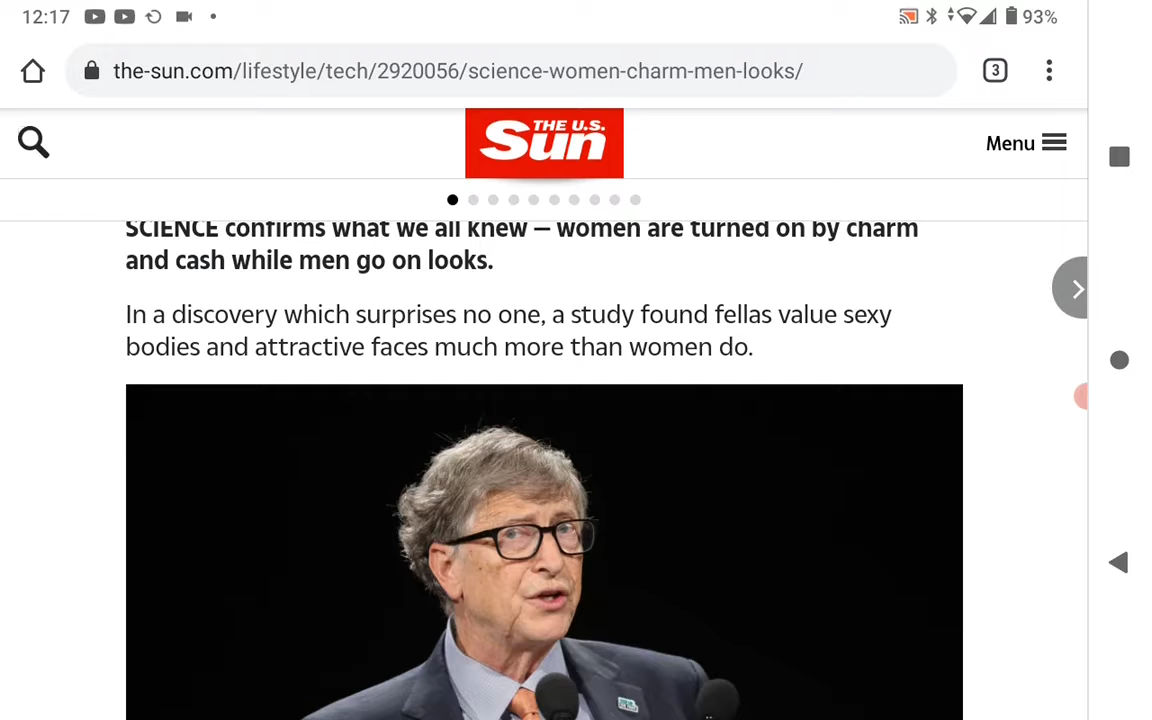 12:17
93%
the-sun.com/lifestyle/tech/2920056/science-women-charm-men-looks/
3
THE U.S.
Sun
Menu
SCIENCE confirms what we all knew – women are turned on by charm
and cash while men go on looks.
In a discovery which surprises no one, a study found fellas value sexy
bodies and attractive faces much more than women do.